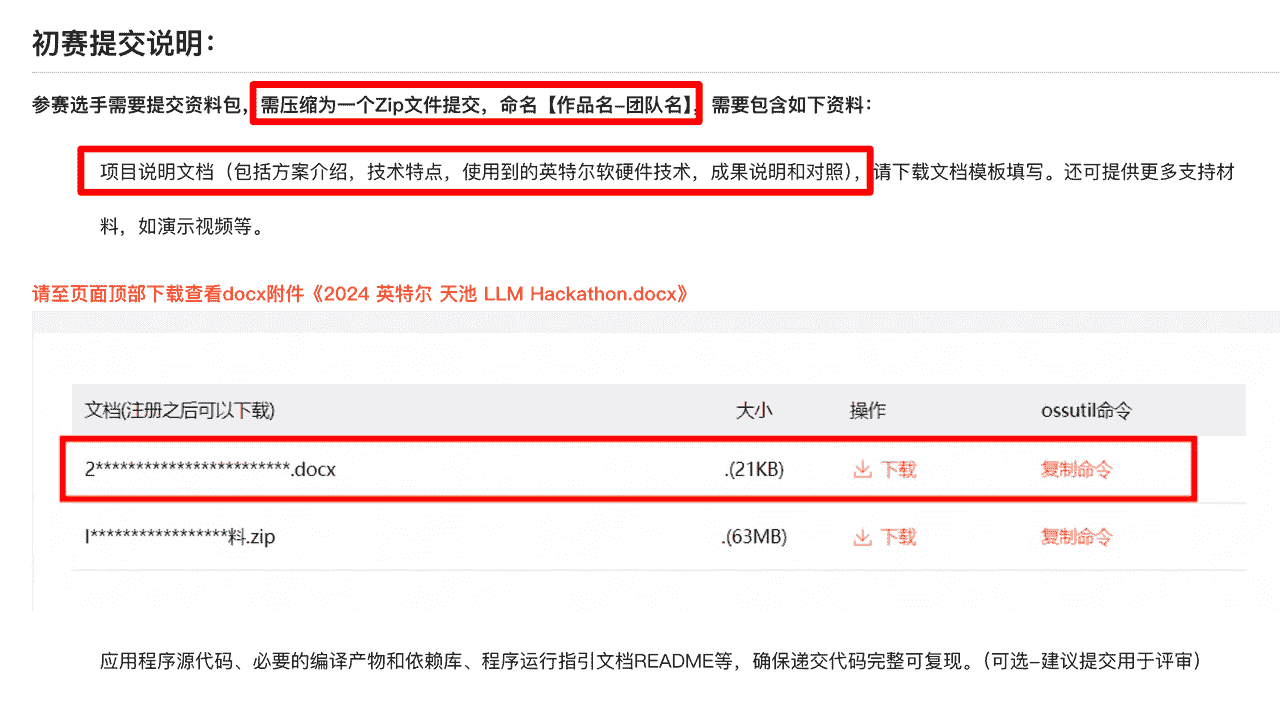 初赛提交说明：
参赛选手需要提交资料包，需压缩为一个Zip文件提交，命名【作品名-团队名】，需要包含如下资料：
项目说明文档（包括方案介绍，技术特点，使用到的英特尔软硬件技术，成果说明和对照），请下载文档模板填写。还可提供更多支持材
料，如演示视频等。
请至页面顶部下载查看docx附件《2024 英特尔 天池 LLM Hackathon.docx》
文档(注册之后可以下载) 大小 操作 ossutil命令
2************************.docx .(21KB) 下载 复制命令
I*****************料.zip .(63MB) 下载 复制命令
应用程序源代码、必要的编译产物和依赖库、程序运行指引文档README等，确保递交代码完整可复现。（可选-建议提交用于评审）